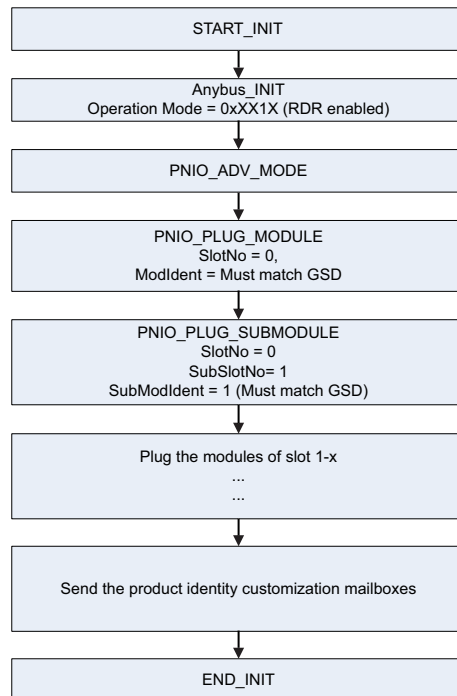 START_INIT
Anybus_INIT
Operation Mode = 0xXX1X (RDR enabled)
PNIO_ADV_MODE
PNIO_PLUG_MODULE
SlotNo = 0,
ModIdent = Must match GSD
PNIO_PLUG_SUBMODULE
SlotNo = 0
SubSlotNo= 1
SubModIdent = 1 (Must match GSD)
Plug the modules of slot 1-x
...
...
Send the product identity customization mailboxes
END_INIT